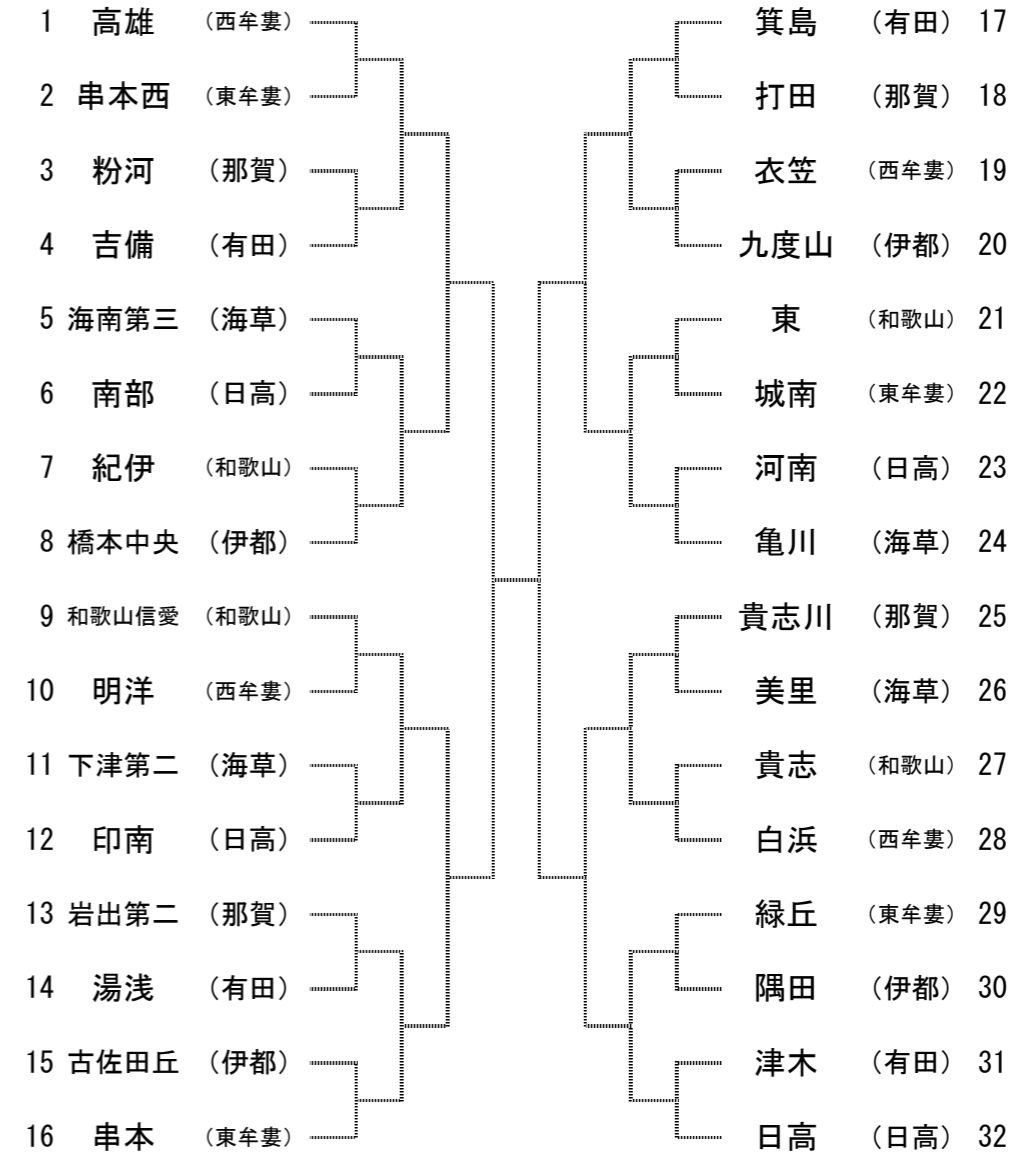 1 高雄 （西牟婁）
2 串本西 （東牟婁）
3 粉河 （那賀）
4 吉備 （有田）
5 海南第三 （海草）
6 南部 （日高）
7 紀伊 （和歌山）
8 橋本中央 （伊都）
9 和歌山信愛 （和歌山）
10 明洋 （西牟婁）
11 下津第二 （海草）
12 印南 （日高）
13 岩出第二 （那賀）
14 湯浅 （有田）
15 古佐田丘 （伊都）
16 串本 （東牟婁）
箕島 （有田） 17
打田 （那賀） 18
衣笠 （西牟婁） 19
九度山 （伊都） 20
東 （和歌山） 21
城南 （東牟婁） 22
河南 （日高） 23
亀川 （海草） 24
貴志川 （那賀） 25
美里 （海草） 26
貴志 （和歌山） 27
白浜 （西牟婁） 28
緑丘 （東牟婁） 29
隅田 （伊都） 30
津木 （有田） 31
日高 （日高） 32